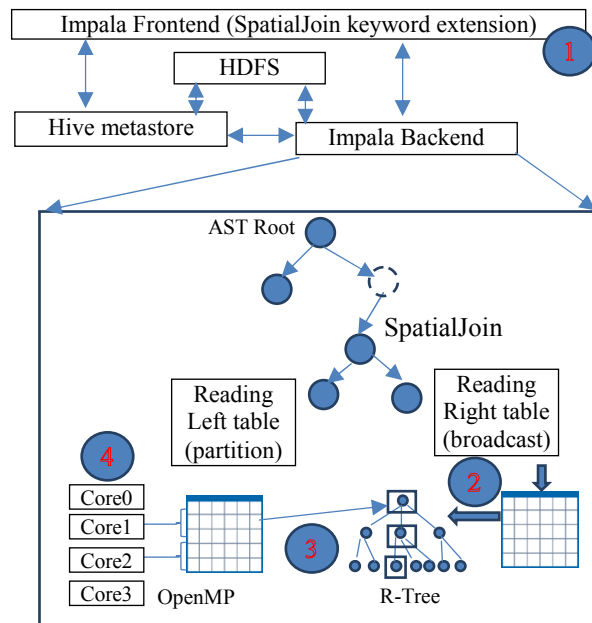 Impala Frontend (SpatialJoin keyword extension)
1
HDFS
Hive metastore
Impala Backend
AST Root
SpatialJoin
Reading
Left table
(partition)
Reading
Right table
(broadcast)
4
2
Core0
Core1
3
Core2
Core3
OpenMP
R-Tree